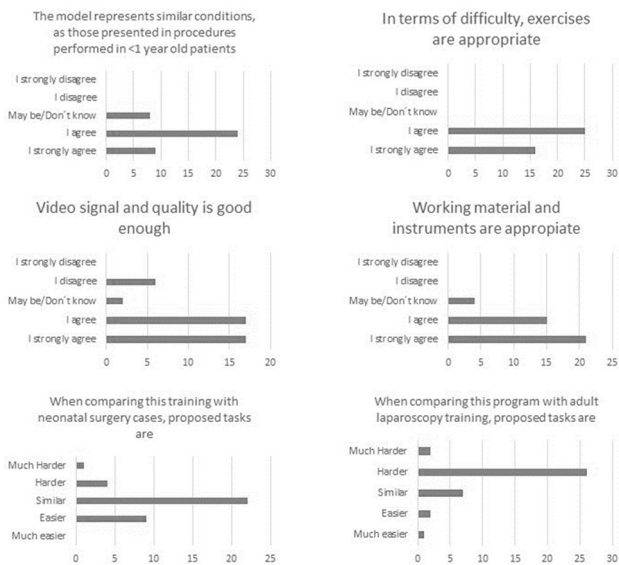 The model represents similar conditions,
as those presented in procedures
performed in <1 year old patients
I strongly disagree
I disagree
May be/Don´t know
I agree
I strongly agree
0 5 10 15 20 25 30
In terms of difficulty, exercises
are appropriate
I strongly disagree
I disagree
May be/Don´t know
I agree
I strongly agree
0 5 10 15 20 25 30
Video signal and quality is good
enough
I strongly disagree
I disagree
May be/Don´t know
I agree
I strongly agree
0 5 10 15 20
Working material and
instruments are appropiate
I strongly disagree
I disagree
May be/Don´t know
I agree
I strongly agree
0 5 10 15 20 25
When comparing this training with
neonatal surgery cases, proposed tasks
are
Much Harder
Harder
Similar
Easier
Much easier
0 5 10 15 20 25
When comparing this program with adult
laparoscopy training, proposed tasks are
Much Harder
Harder
Similar
Easier
Much easier
0 5 10 15 20 25 30